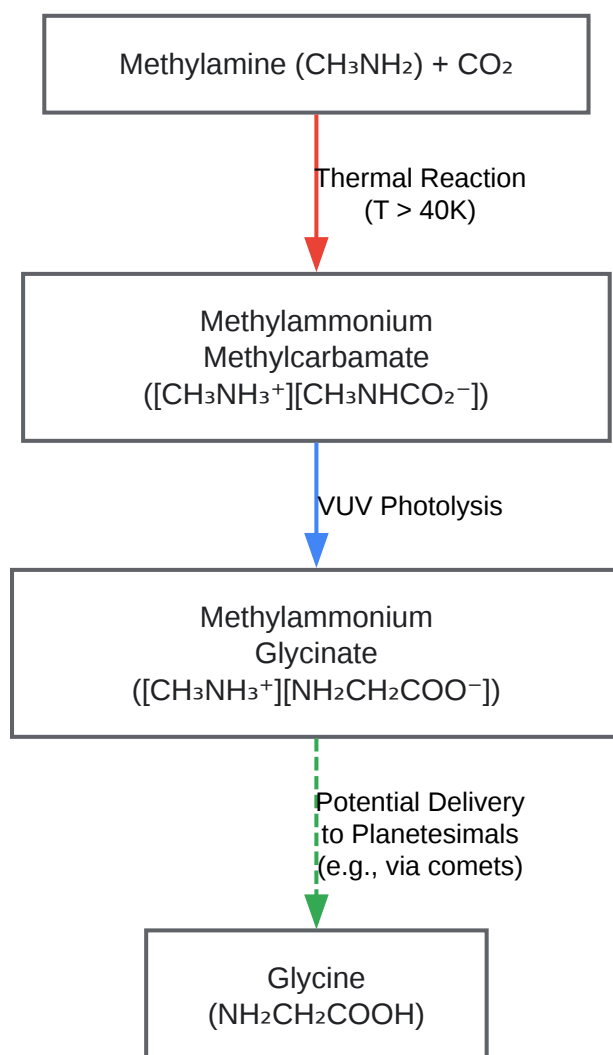 Methylamine (CH₃NH₂) + CO₂
Thermal Reaction
(T > 40K)
Methylammonium
Methylcarbamate
([CH₃NH₃⁺][CH₃NHCO₂⁻])
VUV Photolysis
Methylammonium
Glycinate
([CH₃NH₃⁺][NH₂CH₂COO⁻])
Potential Delivery
to Planetesimals
(e.g., via comets)
Glycine
(NH₂CH₂COOH)